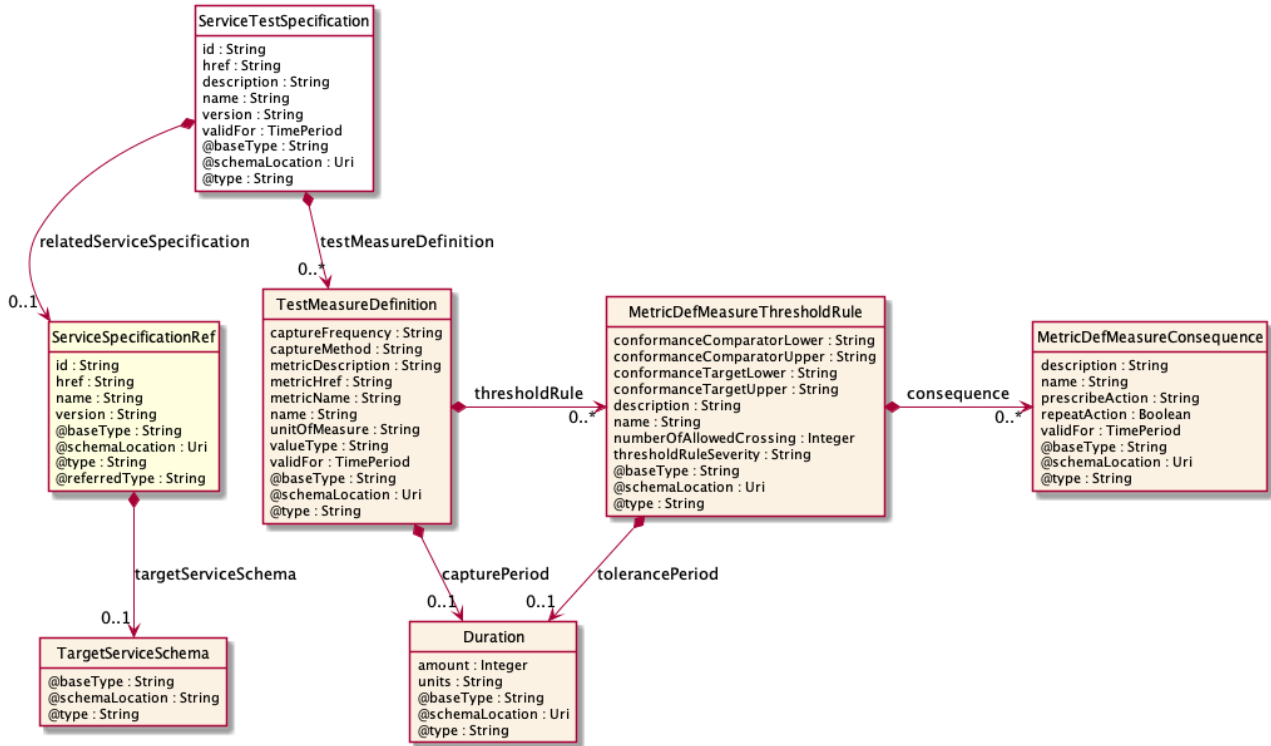 ServiceTestSpecification
id : String
href : String
description : String
name : String
version : String
validFor : TimePeriod
@baseType : String
@schemaLocation : Uri
@type : String
relatedServiceSpecification
testMeasureDefinition
0..1
0..*
ServiceSpecificationRef
id : String
href : String
name : String
version : String
@baseType : String
@schemaLocation : Uri
@type : String
@referredType : String
TestMeasureDefinition
captureFrequency : String
captureMethod : String
metricDescription : String
metricHref : String
metricName : String
name : String
unitOfMeasure : String
valueType : String
validFor : TimePeriod
@baseType : String
@schemaLocation : Uri
@type : String
thresholdRule
0..*
MetricDefMeasureThresholdRule
conformanceComparatorLower : String
conformanceComparatorUpper : String
conformanceTargetLower : String
conformanceTargetUpper : String
description : String
name : String
numberOfAllowedCrossing : Integer
thresholdRuleSeverity : String
@baseType : String
@schemaLocation : Uri
@type : String
consequence
0..*
MetricDefMeasureConsequence
description : String
name : String
prescribeAction : String
repeatAction : Boolean
validFor : TimePeriod
@baseType : String
@schemaLocation : Uri
@type : String
targetServiceSchema
0..1
capturePeriod
0..1
tolerancePeriod
0..1
TargetServiceSchema
@baseType : String
@schemaLocation : String
@type : String
Duration
amount : Integer
units : String
@baseType : String
@schemaLocation : Uri
@type : String